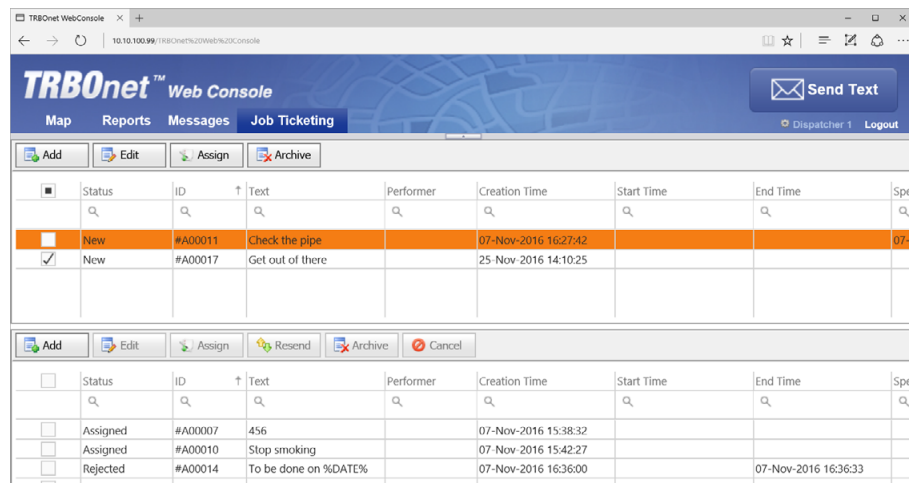 TRBOnet WebConsole
10.10.100.99/TRBOnet%20Web%20Console
TRBOnet™ Web Console
Send Text
Map Reports Messages Job Ticketing
Dispatcher 1 Logout
Add Edit Assign Archive
Status ID Text Performer Creation Time Start Time End Time Spe
New #A00011 Check the pipe 07-Nov-2016 16:27:42 07-
New #A00017 Get out of there 25-Nov-2016 14:10:25
Add Edit Assign Resend Archive Cancel
Status ID Text Performer Creation Time Start Time End Time Spe
Assigned #A00007 456 07-Nov-2016 15:38:32
Assigned #A00010 Stop smoking 07-Nov-2016 15:42:27
Rejected #A00014 To be done on %DATE% 07-Nov-2016 16:36:00 07-Nov-2016 16:36:33